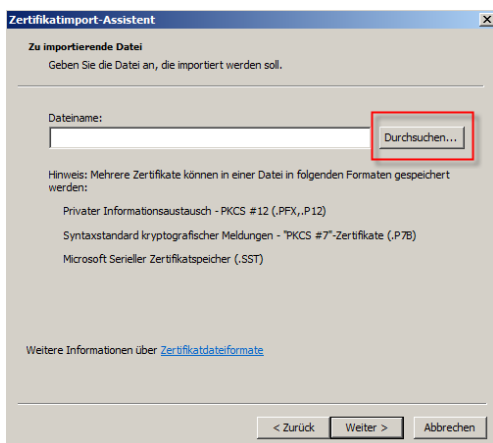 Zertifikatimport-Assistent
Zu importierende Datei
Geben Sie die Datei an, die importiert werden soll.
Dateiname:
Durchsuchen...
Hinweis: Mehrere Zertifikate können in einer Datei in folgenden Formaten gespeichert
werden:
Privater Informationsaustausch - PKCS #12 (.PFX,.P12)
Syntaxstandard kryptografischer Meldungen - "PKCS #7"-Zertifikate (.P7B)
Microsoft Serieller Zertifikatspeicher (.SST)
Weitere Informationen über Zertifikatdateiformate
< Zurück Weiter > Abbrechen